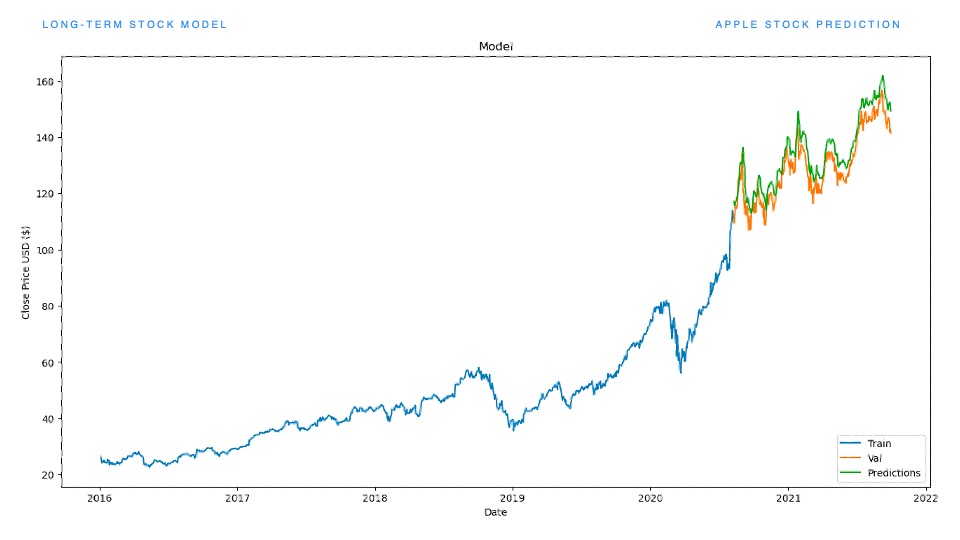 LONG-TERM STOCK MODEL
APPLE STOCK PREDICTION
Model
Close Price USD ($)
160
140
120
100
80
60
40
20
2016
2017
2018
2019
2020
2021
2022
Date
Train
Val
Predictions